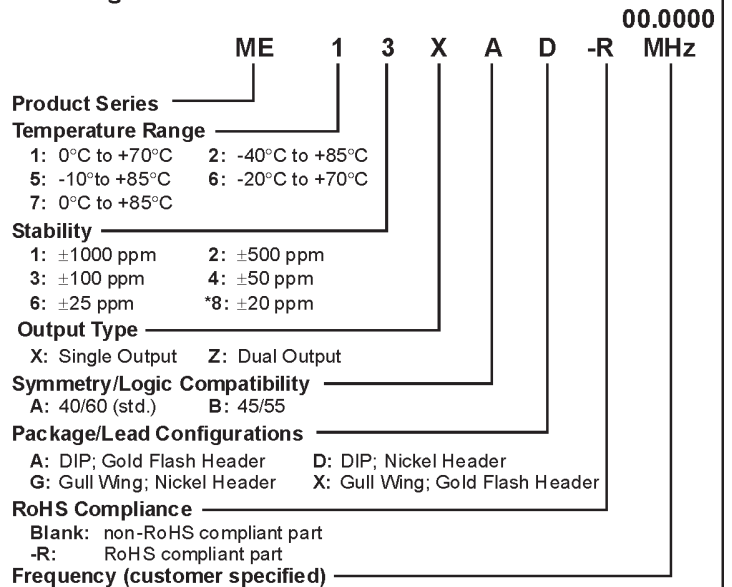 00.0000
ME 1 3 X A D -R MHz
Product Series
Temperature Range
1: 0°C to +70°C 2: -40°C to +85°C
5: -10°to +85°C 6: -20°C to +70°C
7: 0°C to +85°C
Stability
1: ±1000 ppm 2: ±500 ppm
3: ±100 ppm 4: ±50 ppm
6: ±25 ppm *8: ±20 ppm
Output Type
X: Single Output Z: Dual Output
Symmetry/Logic Compatibility
A: 40/60 (std.) B: 45/55
Package/Lead Configurations
A: DIP; Gold Flash Header D: DIP; Nickel Header
G: Gull Wing; Nickel Header X: Gull Wing; Gold Flash Header
RoHS Compliance
Blank: non-RoHS compliant part
-R: RoHS compliant part
Frequency (customer specified)